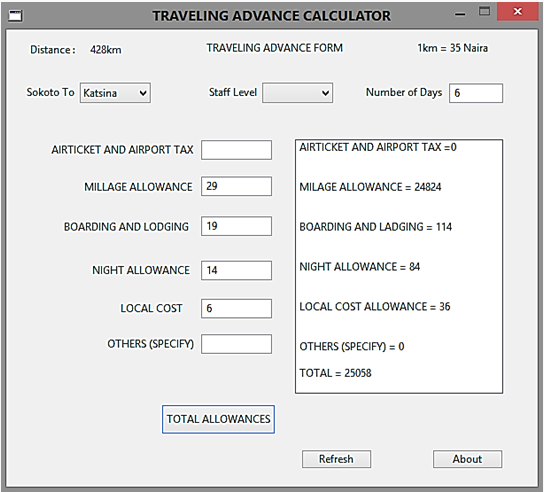 TRAVELING ADVANCE CALCULATOR
Distance : 428km TRAVELING ADVANCE FORM 1km = 35 Naira
Sokoto To Katsina Staff Level Number of Days 6
AIRTICKET AND AIRPORT TAX
MILLAGE ALLOWANCE 29
BOARDING AND LODGING 19
NIGHT ALLOWANCE 14
LOCAL COST 6
OTHERS (SPECIFY)
AIRTICKET AND AIRPORT TAX =0
MILAGE ALLOWANCE = 24824
BOARDING AND LADGING = 114
NIGHT ALLOWANCE = 84
LOCAL COST ALLOWANCE = 36
OTHERS (SPECIFY) = 0
TOTAL = 25058
TOTAL ALLOWANCES
Refresh About